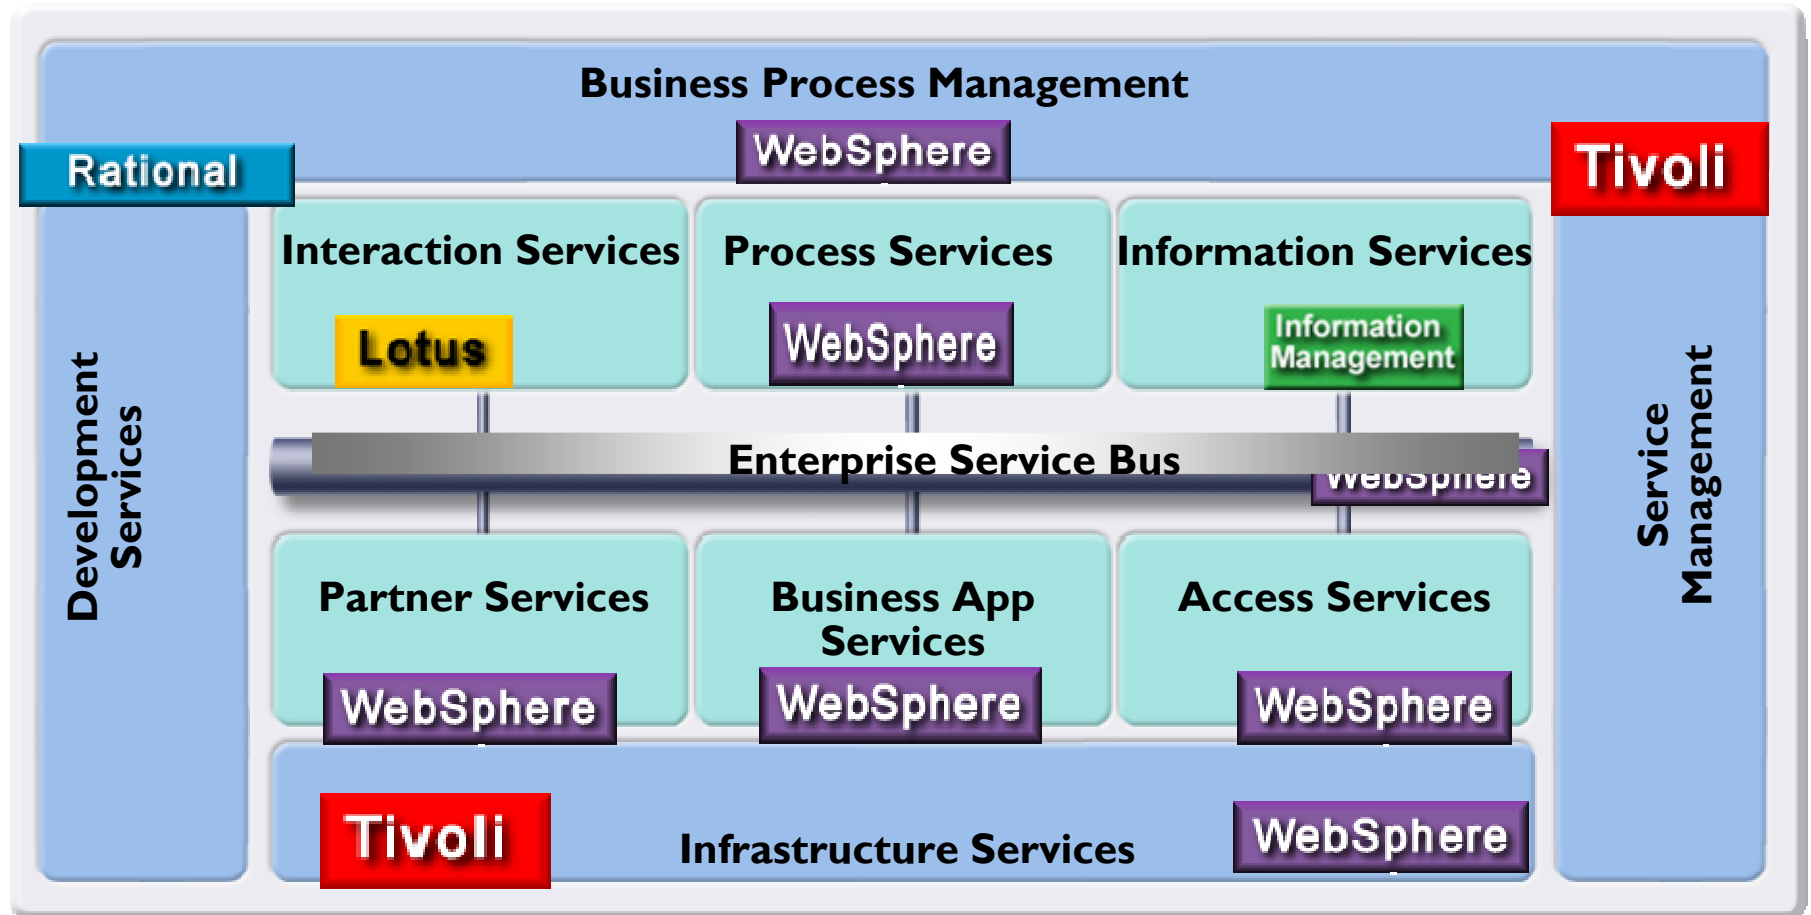 Business Process Management
WebSphere
Rational
Tivoli
Interaction Services
Process Services
Information Services
Lotus
WebSphere
Information
Management
Development
Services
Service
Management
Enterprise Service Bus
WebSphere
Partner Services
Business App
Services
Access Services
WebSphere
WebSphere
WebSphere
Tivoli
Infrastructure Services
WebSphere